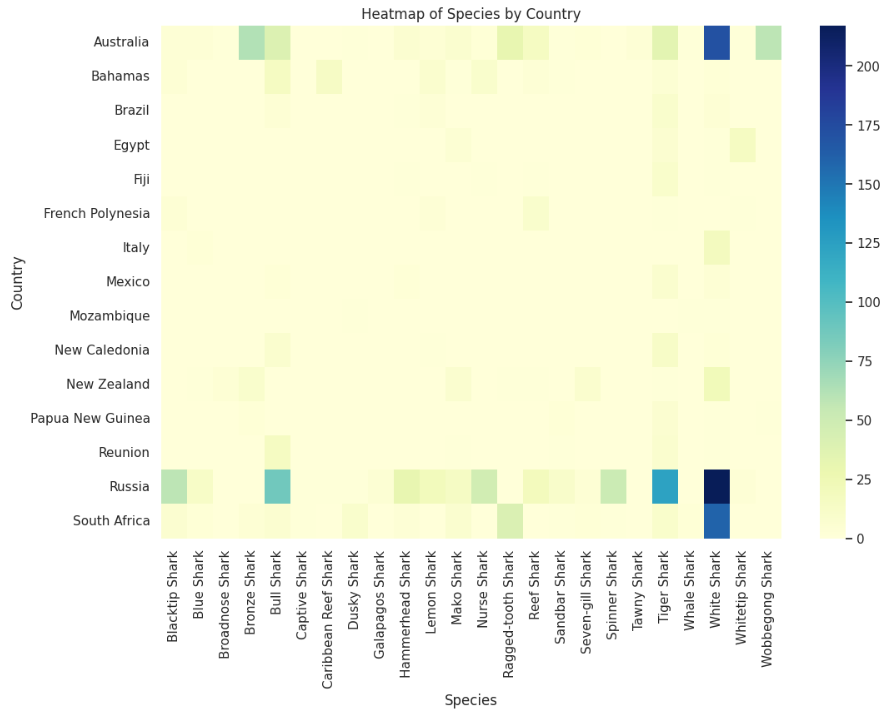 Heatmap of Species by Country
Australia
Bahamas
Brazil
Egypt
Fiji
French Polynesia
Italy
Mexico
Mozambique
New Caledonia
New Zealand
Papua New Guinea
Reunion
Russia
South Africa
Country
Blacktip Shark
Blue Shark
Broadnose Shark
Bronze Shark
Bull Shark
Captive Shark
Caribbean Reef Shark
Dusky Shark
Galapagos Shark
Hammerhead Shark
Lemon Shark
Mako Shark
Nurse Shark
Ragged-tooth Shark
Reef Shark
Sandbar Shark
Seven-gill Shark
Spinner Shark
Tawny Shark
Tiger Shark
Whale Shark
White Shark
Whitetip Shark
Wobbegong Shark
Species
200
175
150
125
100
75
50
25
0